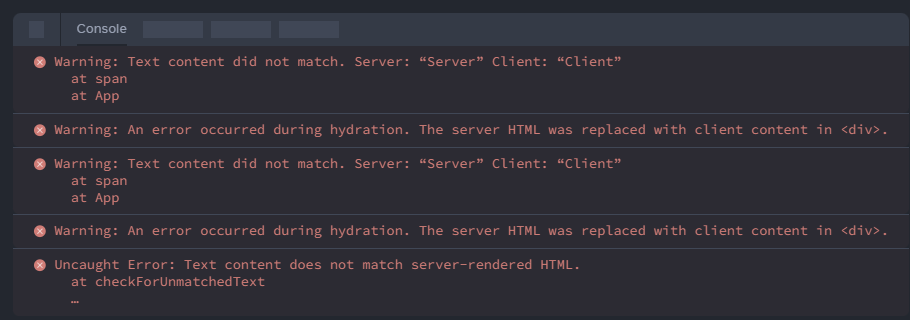 Console
Warning: Text content did not match. Server: “Server” Client: “Client”
at span
at App
Warning: An error occurred during hydration. The server HTML was replaced with client content in <div>.
Warning: Text content did not match. Server: “Server” Client: “Client”
at span
at App
Warning: An error occurred during hydration. The server HTML was replaced with client content in <div>.
Uncaught Error: Text content does not match server-rendered HTML.
at checkForUnmatchedText
…